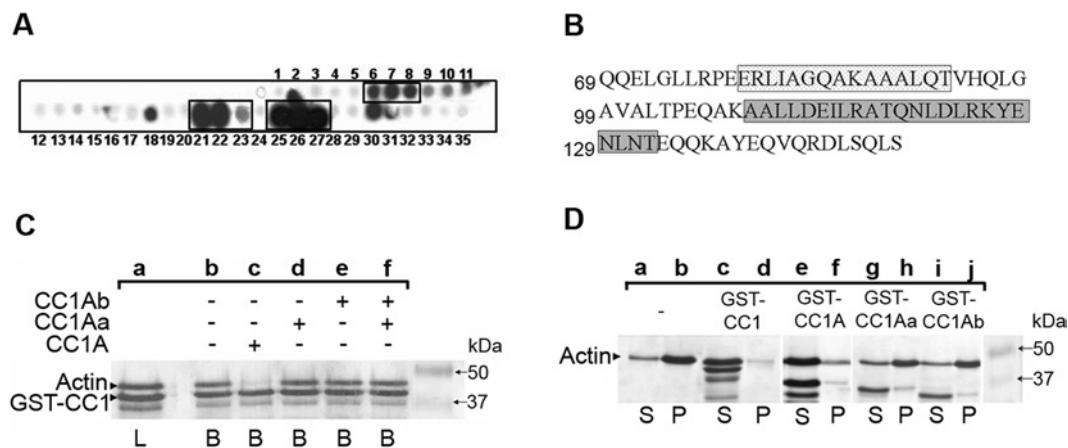 A
1 2 3 4 5 6 7 8 9 10 11
12 13 14 15 16 17 18 19 20 21 22 23 24 25 26 27 28 29 30 31 32 33 34 35
B
69 QQELGLLRPEERLIAGQAKAAALQTVHQLG
99 AVALTPEQAKAALLDEILRATQNLDLRKYE
129 NLNTEQQKAYEQVQRDLSQLS
C
a b c d e f
CC1Ab - - - + +
CC1Aa - - + - +
CC1A - + - - -
kDa
50
Actin
GST-CC1
37
L B B B B B
D
a b c d e f g h i j
- GST-CC1 GST-CC1A GST-CC1Aa GST-CC1Ab
kDa
Actin
50
37
S P S P S P S P S P